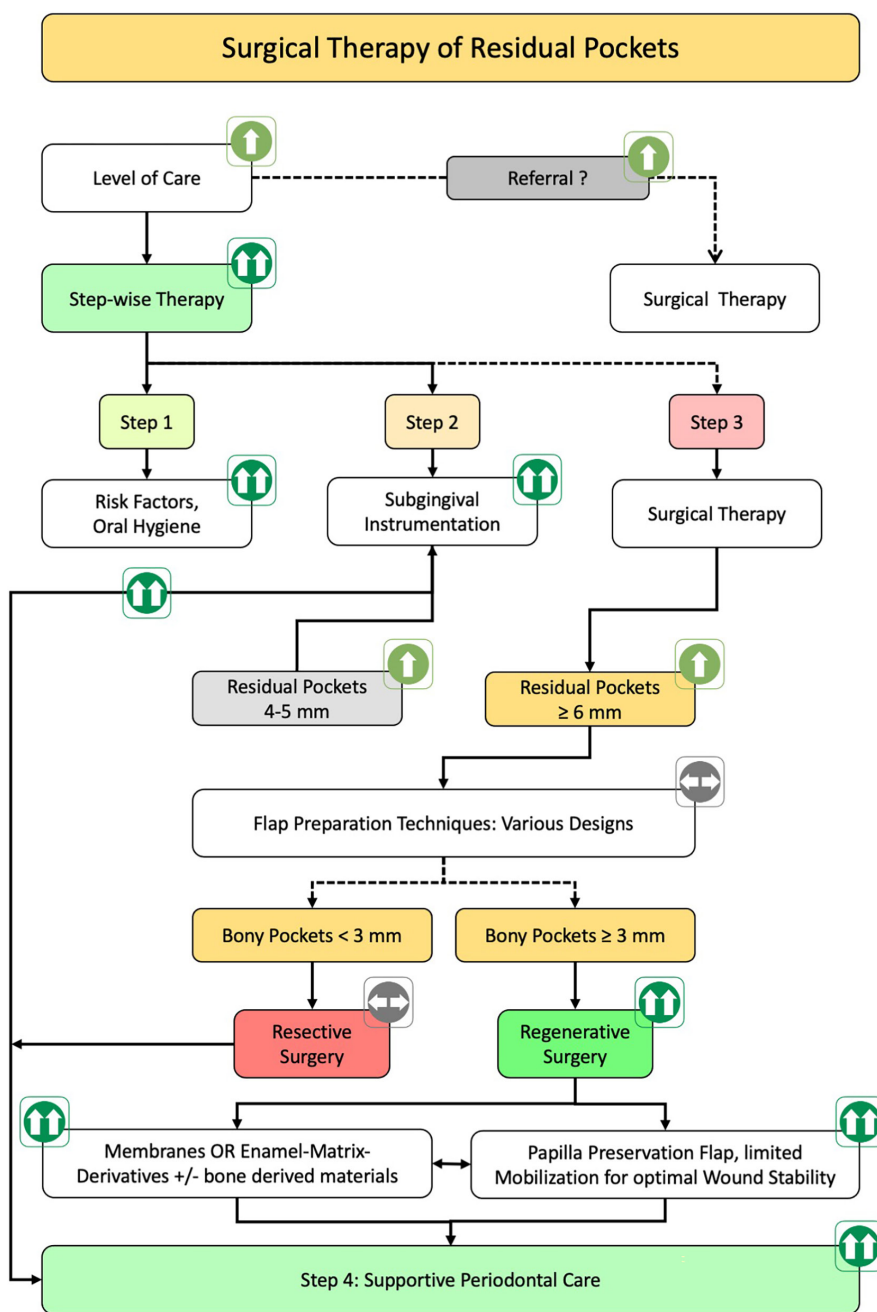 Surgical Therapy of Residual Pockets
Level of Care
Referral ?
Step-wise Therapy
Surgical Therapy
Step 1
Step 2
Step 3
Risk Factors,
Oral Hygiene
Subgingival
Instrumentation
Surgical Therapy
Residual Pockets
4-5 mm
Residual Pockets
≥ 6 mm
Flap Preparation Techniques: Various Designs
Bony Pockets < 3 mm
Bony Pockets ≥ 3 mm
Resective
Surgery
Regenerative
Surgery
Membranes OR Enamel-Matrix-
Derivatives +/- bone derived materials
Papilla Preservation Flap, limited
Mobilization for optimal Wound Stability
Step 4: Supportive Periodontal Care